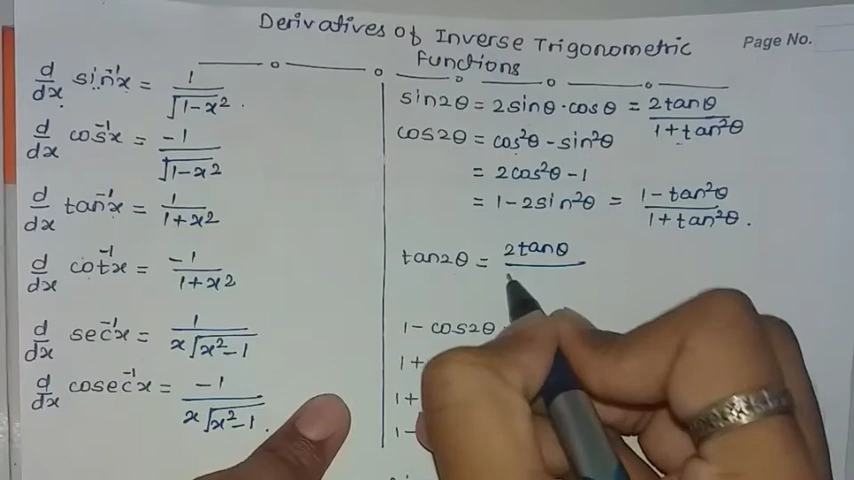 Derivatives of Inverse Trigonometric
Functions
Page No.
d/dx sin⁻¹x = 1/√(1-x²).
d/dx cos⁻¹x = -1/√(1-x²)
d/dx tan⁻¹x = 1/(1+x²)
d/dx cot⁻¹x = -1/(1+x²)
d/dx sec⁻¹x = 1/(x√(x²-1))
d/dx cosec⁻¹x = -1/(x√(x²-1)).
sin2θ = 2sinθ·cosθ = 2tanθ/(1+tan²θ)
cos2θ = cos²θ - sin²θ
= 2cos²θ - 1
= 1 - 2sin²θ = (1-tan²θ)/(1+tan²θ).
tan2θ = 2tanθ
1 - cos2θ
1+
1+
1-